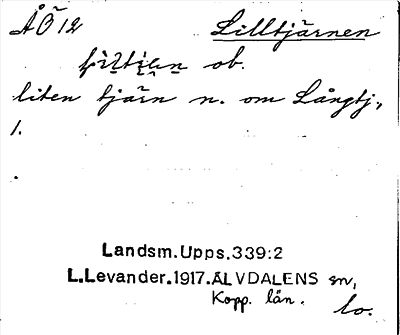 ÅÖ 12 Lilltjärnen
ob.
liten tjärn n. om Långtj.,
1.
Landsm. Upps. 339:2
L. Levander. 1917. ÄLVDALENS sn,
Kopp. län.
lo.